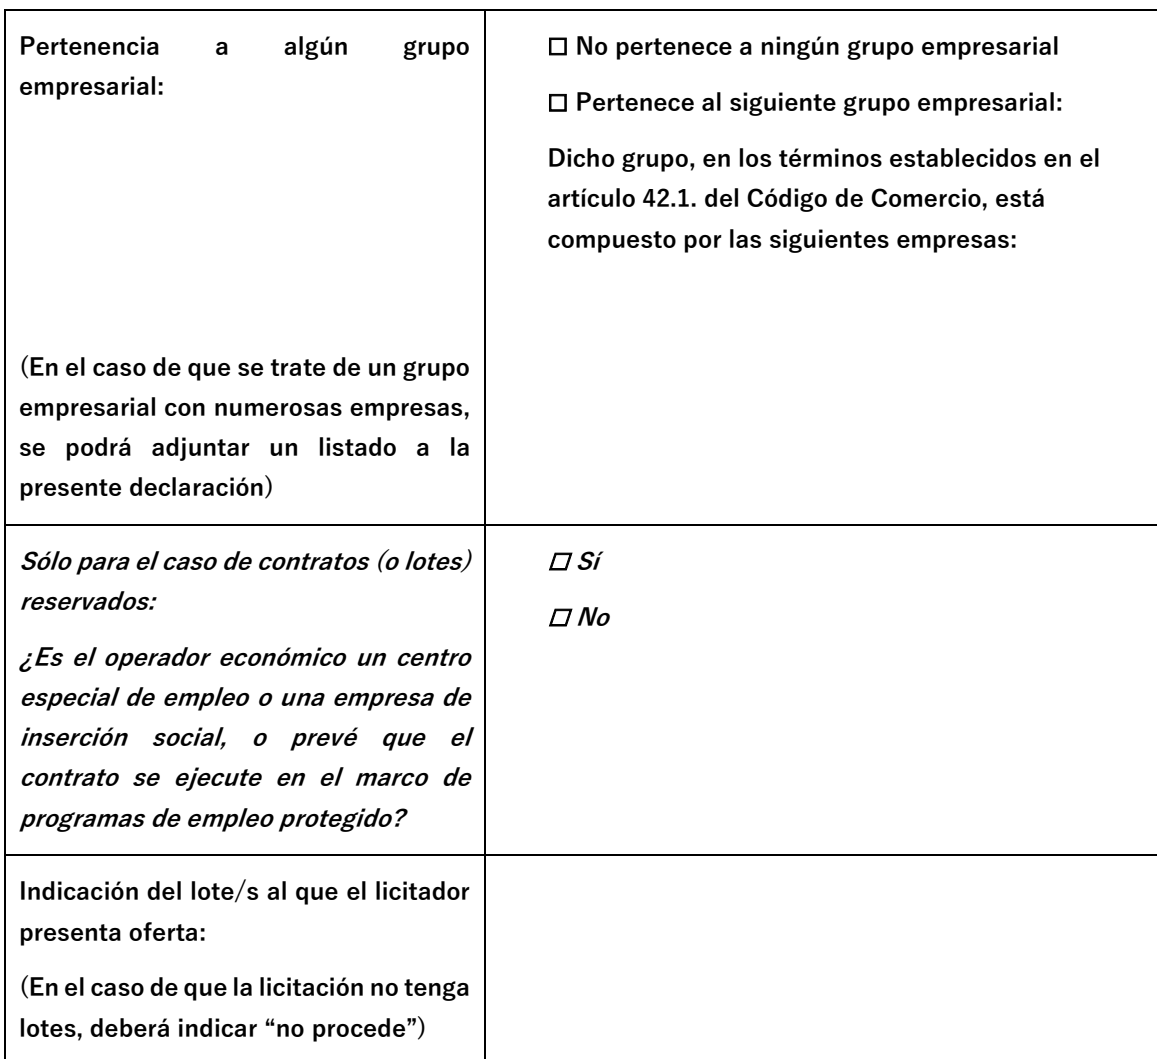 Pertenencia a algún grupo
empresarial:
(En el caso de que se trate de un grupo
empresarial con numerosas empresas,
se podrá adjuntar un listado a la
presente declaración)
☐ No pertenece a ningún grupo empresarial
☐ Pertenece al siguiente grupo empresarial:
Dicho grupo, en los términos establecidos en el
artículo 42.1. del Código de Comercio, está
compuesto por las siguientes empresas:
Sólo para el caso de contratos (o lotes)
reservados:
¿Es el operador económico un centro
especial de empleo o una empresa de
inserción social, o prevé que el
contrato se ejecute en el marco de
programas de empleo protegido?
☐ Sí
☐ No
Indicación del lote/s al que el licitador
presenta oferta:
(En el caso de que la licitación no tenga
lotes, deberá indicar “no procede”)